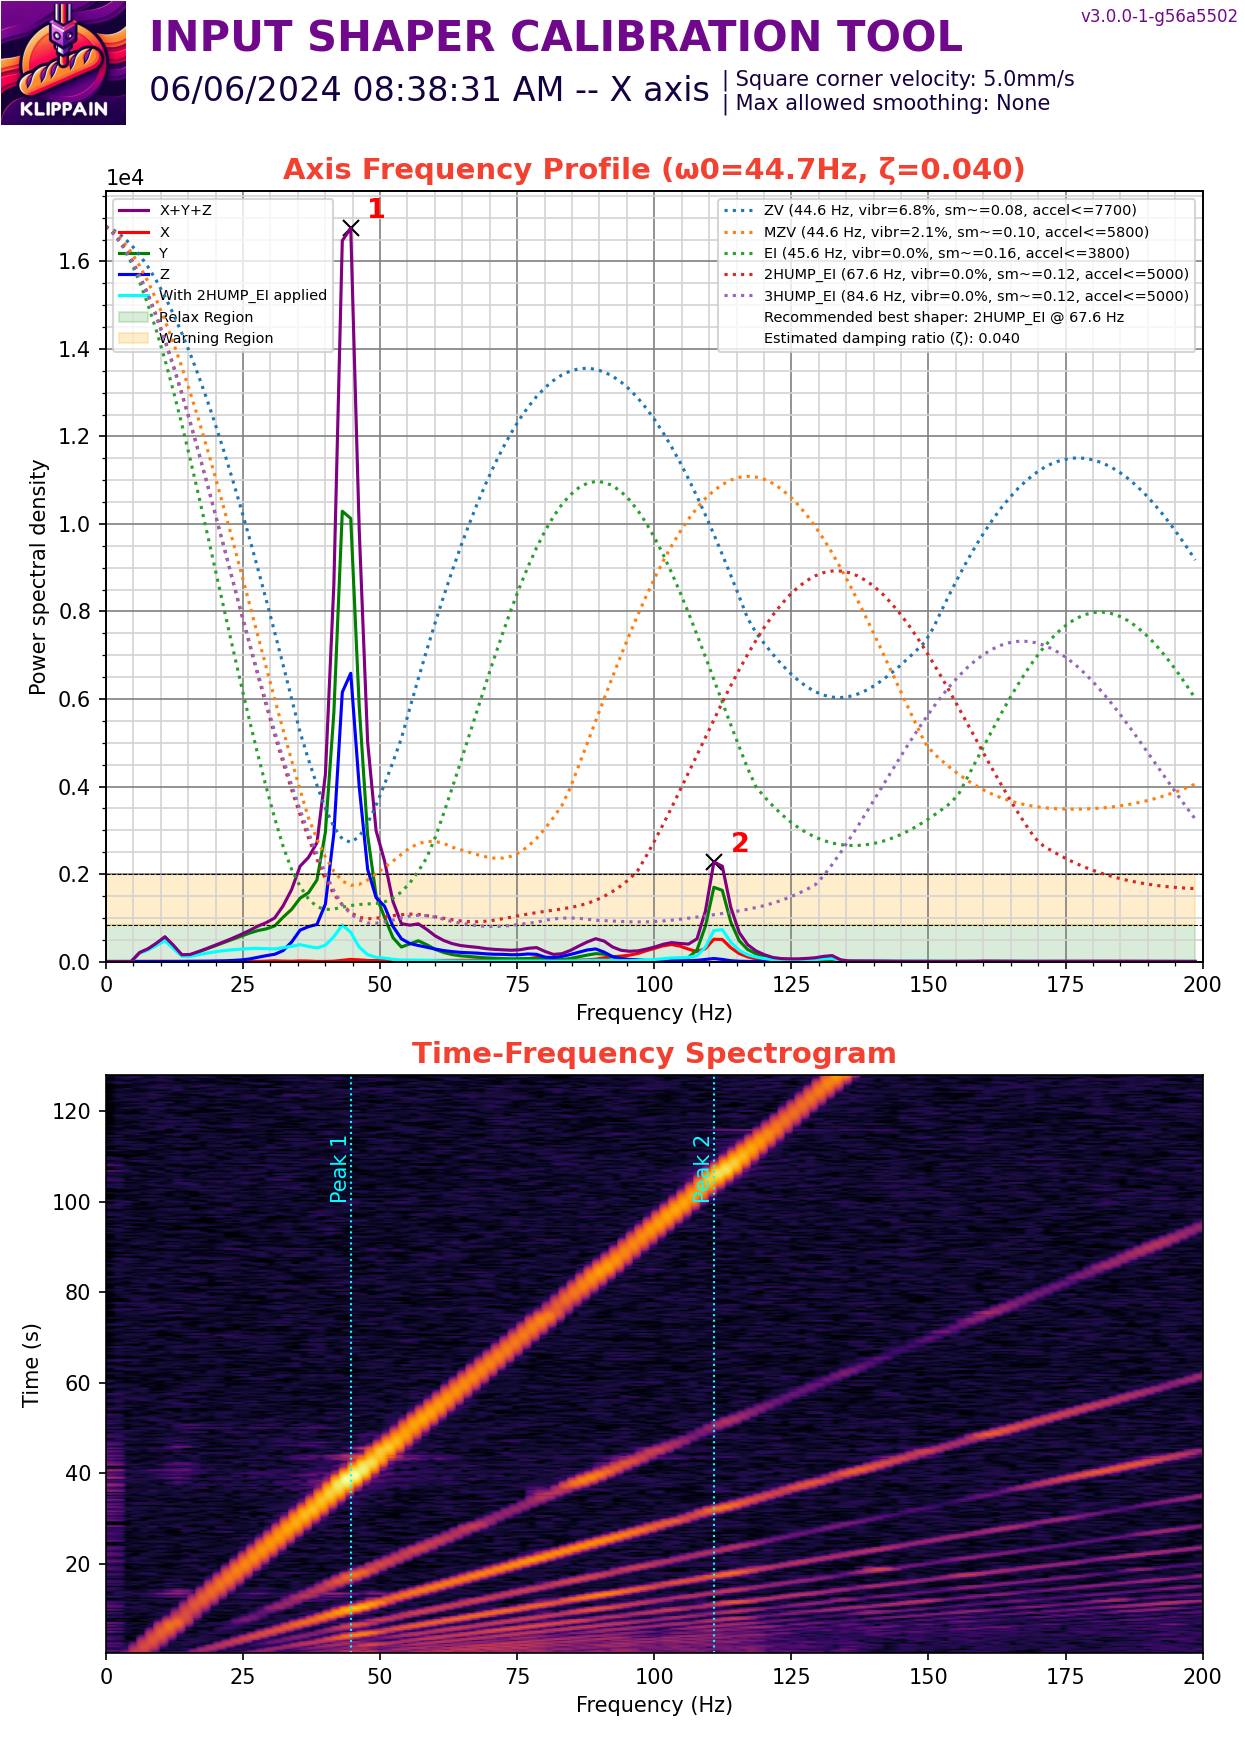 INPUT SHAPER CALIBRATION TOOL
v3.0.0-1-g56a5502
06/06/2024 08:38:31 AM -- X axis
| Square corner velocity: 5.0mm/s
| Max allowed smoothing: None
KLIPPAIN
Axis Frequency Profile (ω0=44.7Hz, ζ=0.040)
1e4
X+Y+Z
X
Y
Z
With 2HUMP_EI applied
Relax Region
Warning Region
ZV (44.6 Hz, vibr=6.8%, sm~=0.08, accel<=7700)
MZV (44.6 Hz, vibr=2.1%, sm~=0.10, accel<=5800)
EI (45.6 Hz, vibr=0.0%, sm~=0.16, accel<=3800)
2HUMP_EI (67.6 Hz, vibr=0.0%, sm~=0.12, accel<=5000)
3HUMP_EI (84.6 Hz, vibr=0.0%, sm~=0.12, accel<=5000)
Recommended best shaper: 2HUMP_EI @ 67.6 Hz
Estimated damping ratio (ζ): 0.040
1
2
Power spectral density
1.6
1.4
1.2
1.0
0.8
0.6
0.4
0.2
0.0
0 25 50 75 100 125 150 175 200
Frequency (Hz)
Time-Frequency Spectrogram
Peak 1
Peak 2
Time (s)
120
100
80
60
40
20
0 25 50 75 100 125 150 175 200
Frequency (Hz)